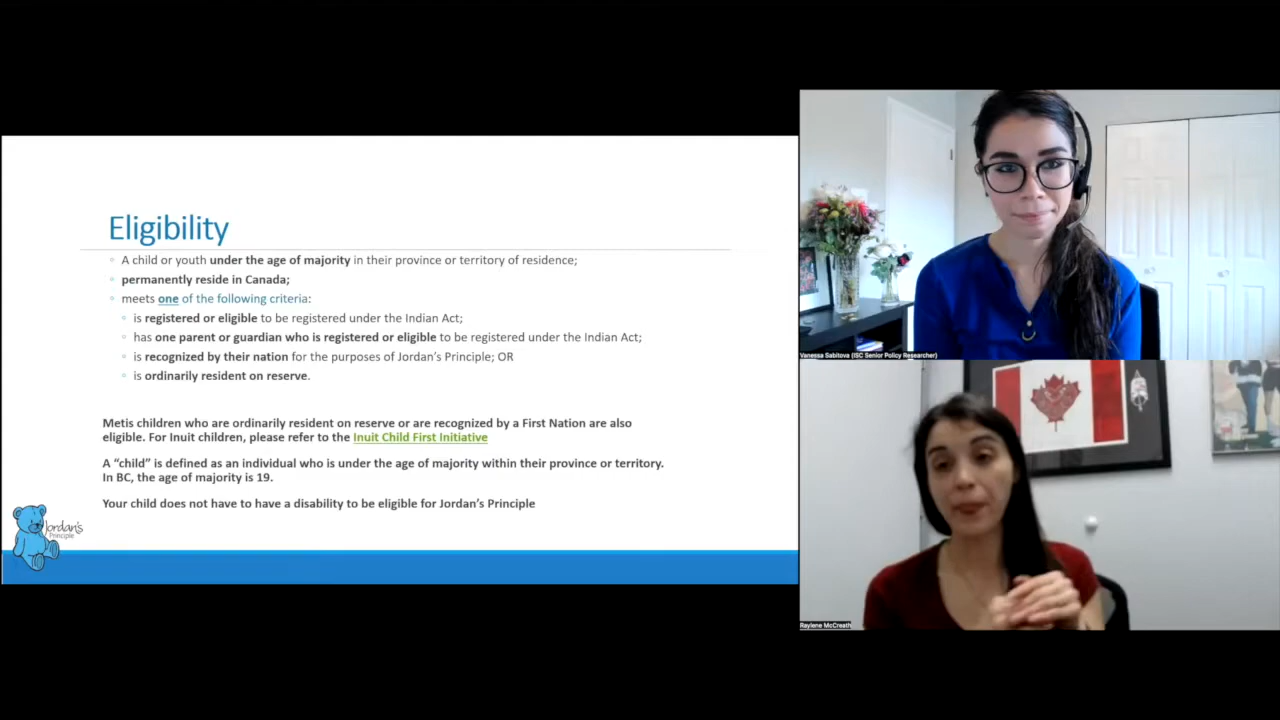 Eligibility
A child or youth under the age of majority in their province or territory of residence;
permanently reside in Canada;
meets one of the following criteria:
is registered or eligible to be registered under the Indian Act;
has one parent or guardian who is registered or eligible to be registered under the Indian Act;
is recognized by their nation for the purposes of Jordan's Principle; OR
is ordinarily resident on reserve.
Metis children who are ordinarily resident on reserve or are recognized by a First Nation are also
eligible. For Inuit children, please refer to the Inuit Child First Initiative
A “child” is defined as an individual who is under the age of majority within their province or territory.
In BC, the age of majority is 19.
Your child does not have to have a disability to be eligible for Jordan's Principle
Jordan's
Principle
Vanessa Sabitova (ISC Senior Policy Researcher)
Raylene McCreath